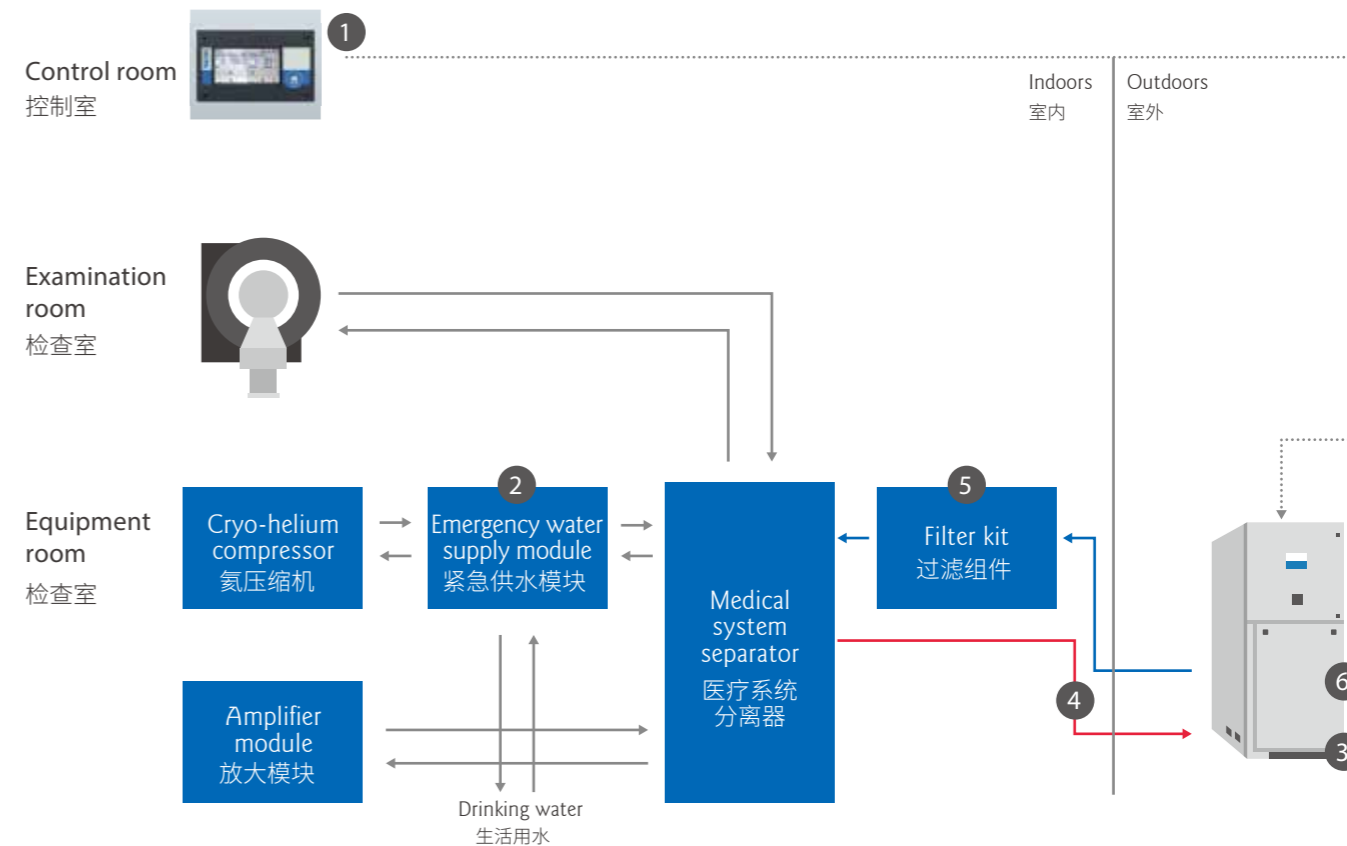 1
Control room
控制室
Indoors
室内
Outdoors
室外
Examination
room
检查室
Equipment
room
检查室
Cryo-helium
compressor
氦压缩机
2
Emergency water
supply module
紧急供水模块
Medical
system
separator
医疗系统
分离器
5
Filter kit
过滤组件
4
6
3
Amplifier
module
放大模块
Drinking water
生活用水